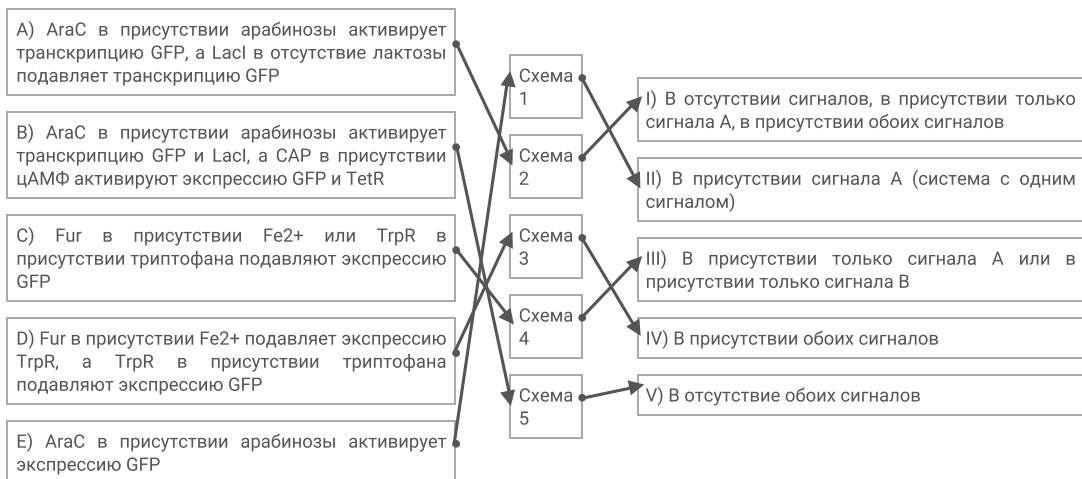 A) AraC в присутствии арабинозы активирует
транскрипцию GFP, а LacI в отсутствие лактозы
подавляет транскрипцию GFP
B) AraC в присутствии арабинозы активирует
транскрипцию GFP и LacI, а CAP в присутствии
цАМФ активируют экспрессию GFP и TetR
C) Fur в присутствии Fe2+ или TrpR в
присутствии триптофана подавляют экспрессию
GFP
D) Fur в присутствии Fe2+ подавляет экспрессию
TrpR, а TrpR в присутствии триптофана
подавляют экспрессию GFP
E) AraC в присутствии арабинозы активирует
экспрессию GFP
Схема
1
Схема
2
Схема
3
Схема
4
Схема
5
I) В отсутствии сигналов, в присутствии только
сигнала A, в присутствии обоих сигналов
II) В присутствии сигнала A (система с одним
сигналом)
III) В присутствии только сигнала A или в
присутствии только сигнала B
IV) В присутствии обоих сигналов
V) В отсутствие обоих сигналов